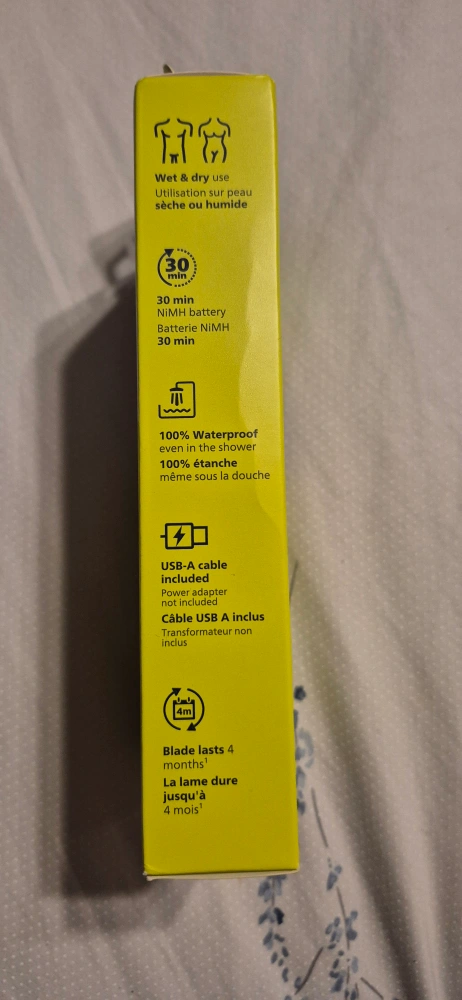 Wet & dry use
Utilisation sur peau
sèche ou humide
30
min
30 min
NiMH battery
Batterie NiMH
30 min
100% Waterproof
even in the shower
100% étanche
même sous la douche
USB-A cable
included
Power adapter
not included
Câble USB A inclus
Transformateur non
inclus
4m
Blade lasts 4
months¹
La lame dure
jusqu'à
4 mois¹